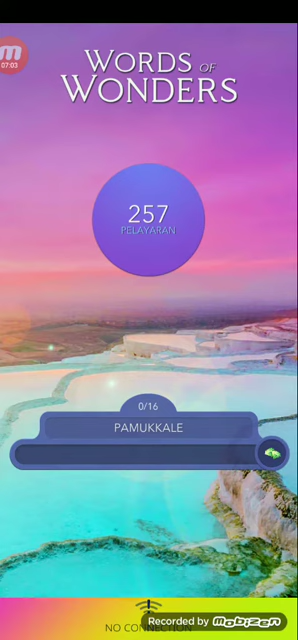 m
07:03
WORDS OF
WONDERS
257
PELAYARAN
0/16
PAMUKKALE
NO CONNECTION
Recorded by mobizen